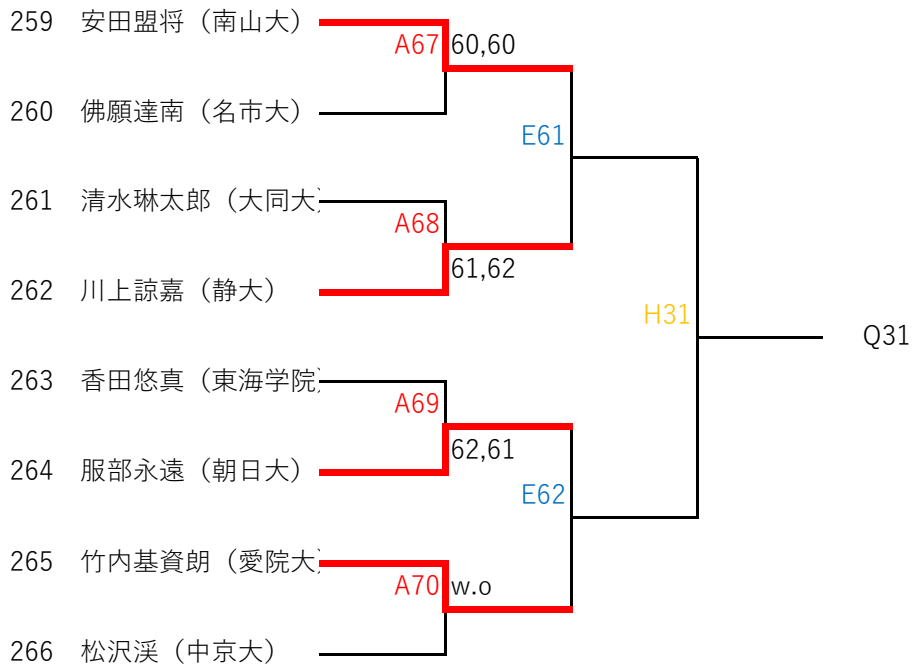 259 安田盟将（南山大）
A67 60,60
260 佛願達南（名市大）
E61
261 清水琳太郎（大同大）
A68
61,62
262 川上諒嘉（静大）
H31
Q31
263 香田悠真（東海学院）
A69
62,61
264 服部永遠（朝日大）
E62
265 竹内基資朗（愛院大）
A70 w.o
266 松沢渓（中京大）